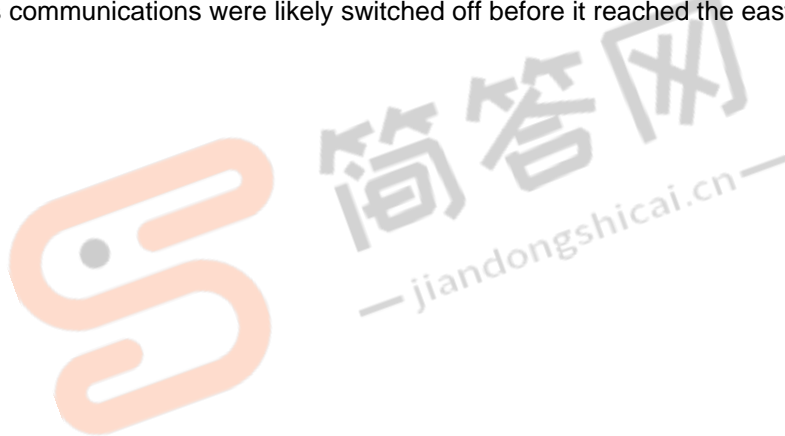 communications were likely switched off before it reached the east
简答网
jiandongshicai.cn